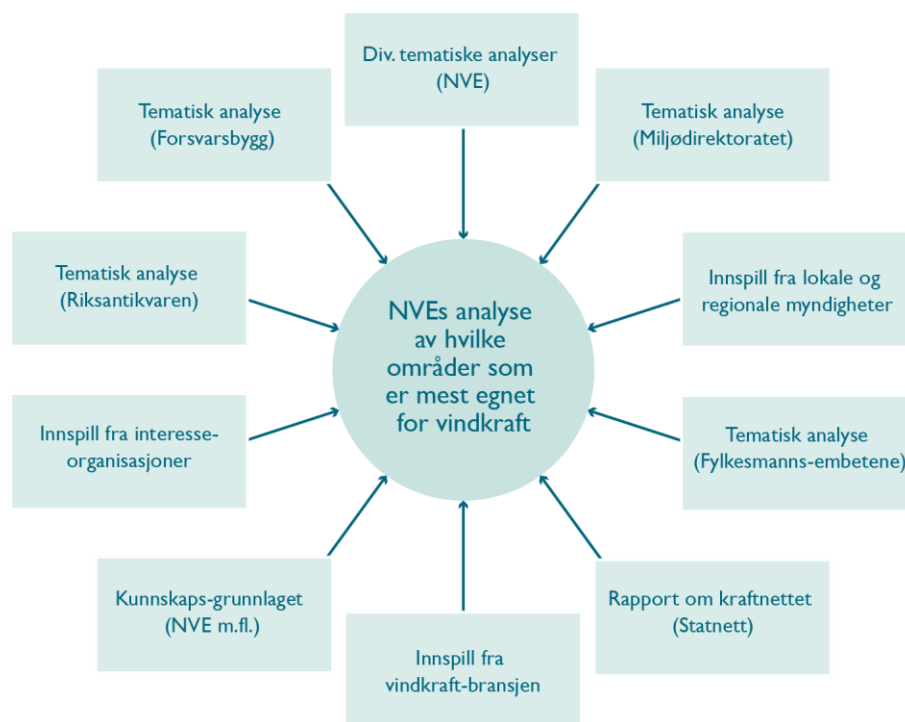 Div. tematiske analyser
(NVE)
Tematisk analyse
(Forsvarsbygg)
Tematisk analyse
(Miljødirektoratet)
Tematisk analyse
(Riksantikvaren)
NVEs analyse
av hvilke
områder som
er mest egnet
for vindkraft
Innspill fra lokale og
regionale myndigheter
Innspill fra interesse-
organisasjoner
Tematisk analyse
(Fylkesmanns-embetene)
Kunnskaps-grunnlaget
(NVE m.fl.)
Innspill fra
vindkraft-bransjen
Rapport om kraftnettet
(Statnett)